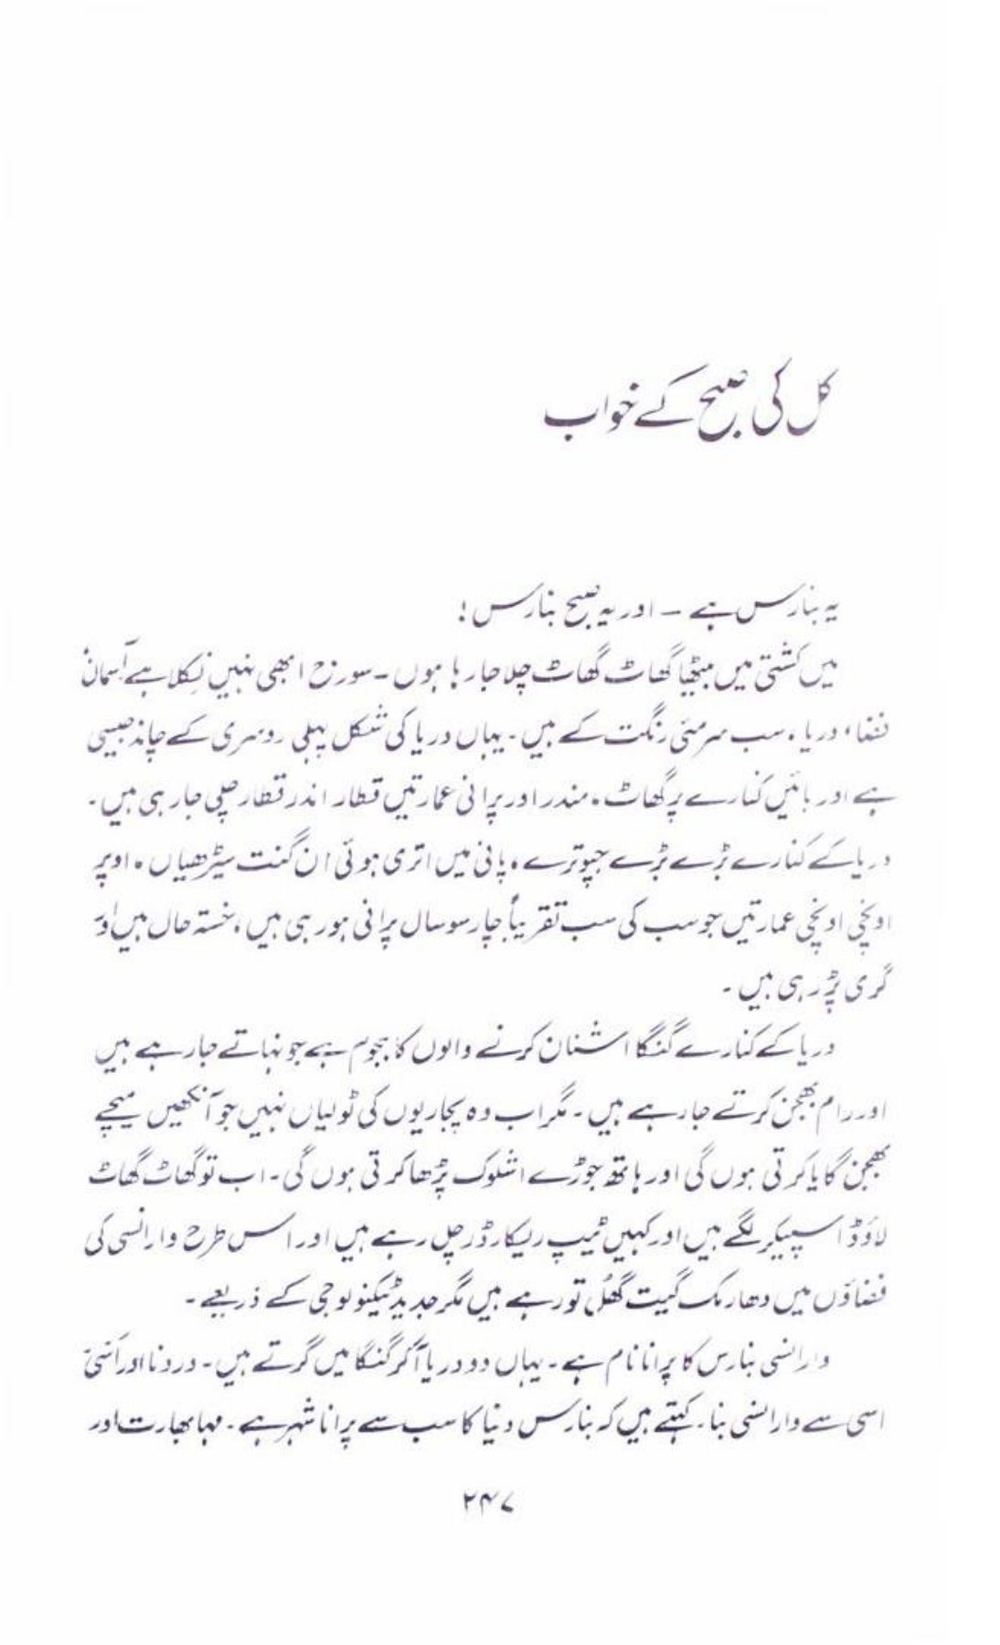 کل کی صبح کے خواب
یہ بنارس ہے - اور یہ صبح بنارس!
میں کشتی میں بیٹھا گھاٹ گھاٹ چلا جا رہا ہوں - سورج ابھی نہیں نکلا ہے آسمان
فضا، دریا، سب سرمئی رنگت کے ہیں - یہاں دریا کی شکل پہلی دوسری کے چاند جیسی
ہے اور بائیں کنارے پر گھاٹ، مندر اور پرانی عمارتیں قطار اندر قطار چلی جا رہی ہیں -
دریا کے کنارے بڑے بڑے چبوترے، پانی میں اتری ہوئی ان گنت سیڑھیاں، اوپر
اونچی اونچی عمارتیں جو سب کی سب تقریباً چار سو سال پرانی ہو رہی ہیں، خستہ حال ہیں اور
گری پڑ رہی ہیں -
دریا کے کنارے گنگا اشنان کرنے والوں کا ہجوم ہے جو نہاتے جا رہے ہیں
اور رام بھجن کرتے جا رہے ہیں - مگر اب وہ پجاریوں کی ٹولیاں نہیں جو آنکھیں میچے
بھجن گایا کرتی ہوں گی اور ہاتھ جوڑے اشلوک پڑھا کرتی ہوں گی - اب تو گھاٹ گھاٹ
لاؤڈ اسپیکر لگے ہیں اور کہیں ٹیپ ریکارڈر چل رہے ہیں اور اس طرح وارانسی کی
فضاؤں میں دھارمک گیت گھُل تو رہے ہیں مگر جدید ٹیکنولوجی کے ذریعے -
وارانسی بنارس کا پرانا نام ہے - یہاں دو دریا آ کر گنگا میں گرتے ہیں - وردنا اور اَسّی
اسی سے وارانسی بنا - کہتے ہیں کہ بنارس دنیا کا سب سے پرانا شہر ہے - مہابھارت اور
۲۴۷